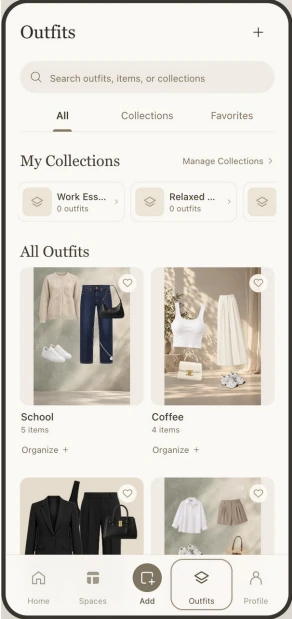 Outfits
Search outfits, items, or collections
All
Collections
Favorites
My Collections
Manage Collections
Work Ess...
0 outfits
Relaxed ...
0 outfits
All Outfits
School
5 items
Organize +
Coffee
4 items
Organize +
Home
Spaces
Add
Outfits
Profile